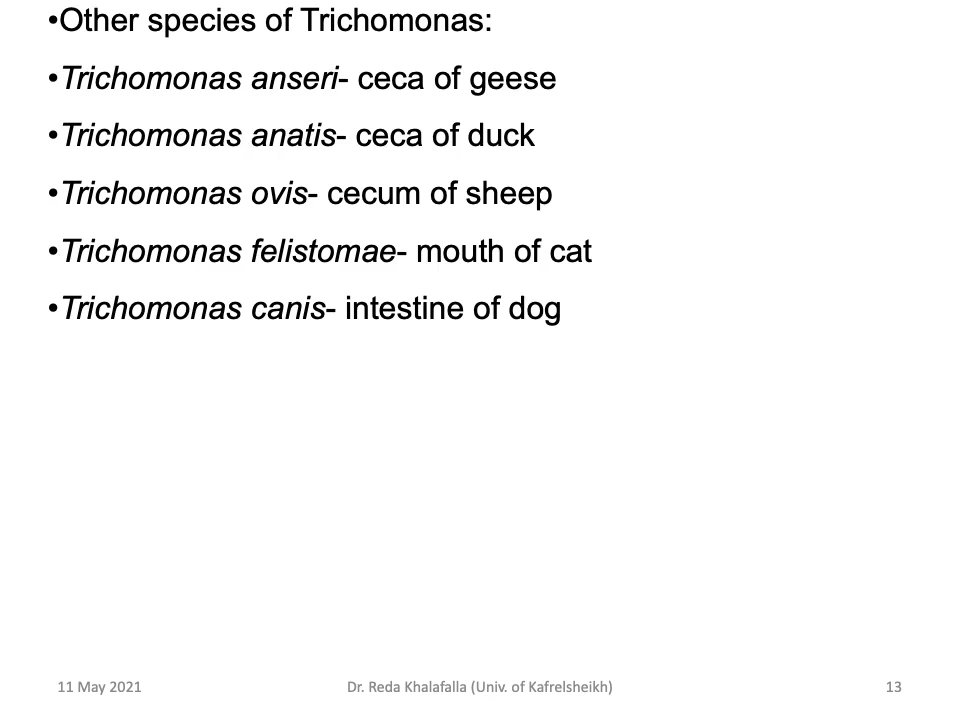 •Other species of Trichomonas:
•Trichomonas anseri- ceca of geese
•Trichomonas anatis- ceca of duck
•Trichomonas ovis- cecum of sheep
•Trichomonas felistomae- mouth of cat
•Trichomonas canis- intestine of dog
11 May 2021
Dr. Reda Khalafalla (Univ. of Kafrelsheikh)
13